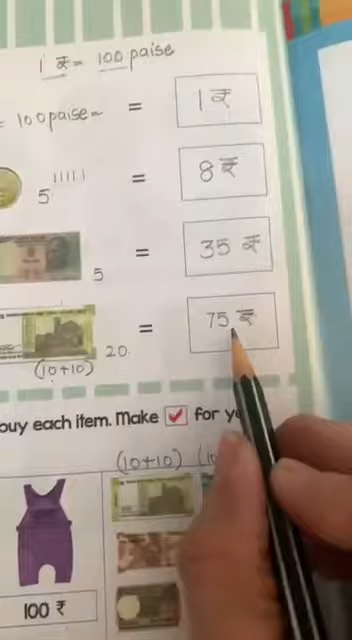 1 ₹ = 100 paise
= 100 paise = = 1 ₹
5 = 8 ₹
5 = 35 ₹
20 = 75 ₹
(10+10)
buy each item. Make ✓ for
(10+10) (10
100 ₹